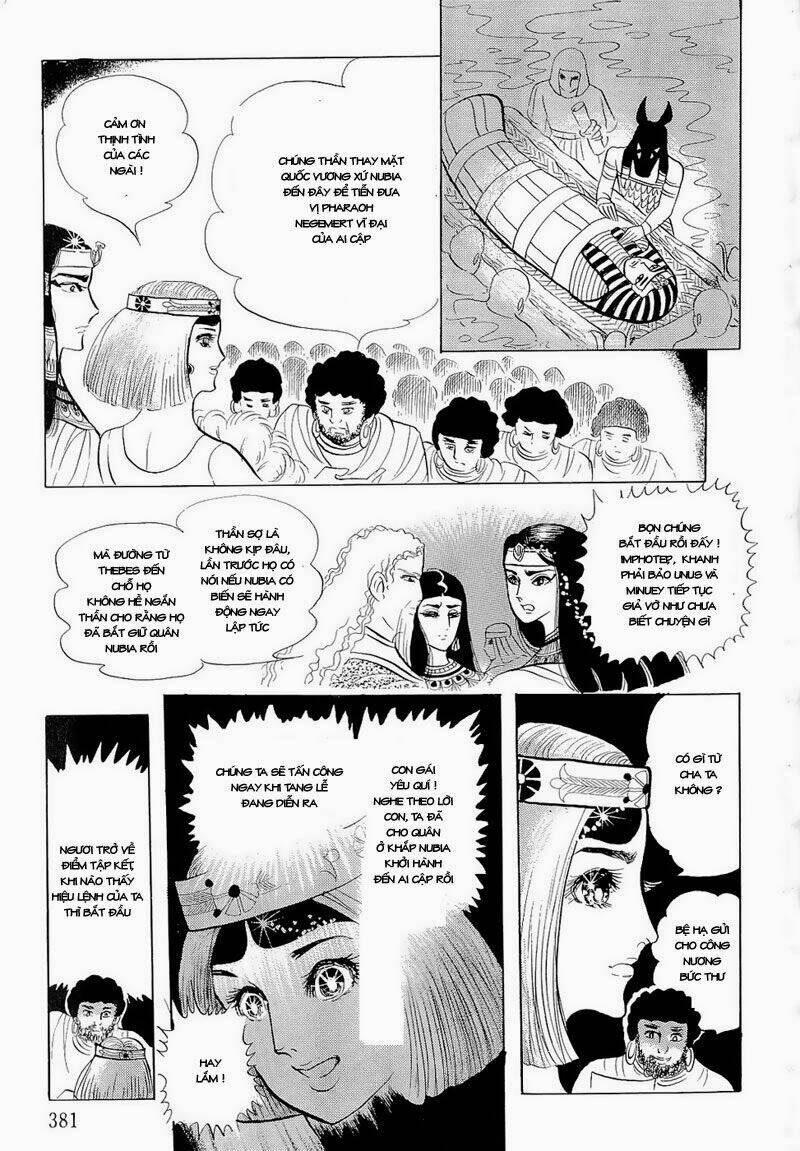 CHÚNG THẦN THAY MẶT
QUỐC VƯƠNG XỨ NUBIA
ĐẾN ĐÂY ĐỂ TIỄN ĐƯA
VỊ PHARAOH
NEGEMERT VĨ ĐẠI
CỦA AI CẬP
CẢM ƠN
THỊNH TÌNH
CỦA CÁC
NGÀI !
BỌN CHÚNG
BẮT ĐẦU RỒI ĐẤY !
IMPHOTEP, KHANH
PHẢI BẢO UNUS VÀ
MINUEY TIẾP TỤC
GIẢ VỜ NHƯ CHƯA
BIẾT CHUYỆN GÌ
THẦN SỢ LÀ
KHÔNG KỊP ĐÂU,
LẦN TRƯỚC HỌ CÓ
NÓI NẾU NUBIA CÓ
BIẾN SẼ HÀNH
ĐỘNG NGAY
LẬP TỨC
MÀ ĐƯỜNG TỪ
THEBES ĐẾN
CHỖ HỌ
KHÔNG HỀ NGẮN
THẦN CHO RẰNG HỌ
ĐÃ BẮT GIỮ QUÂN
NUBIA RỒI
CÓ GÌ TỪ
CHA TA
KHÔNG ?
BỆ HẠ GỬI
CHO CÔNG
NƯƠNG
BỨC THƯ
CON GÁI
YÊU QUÍ !
NGHE THEO LỜI
CON, TA ĐÃ
CHO QUÂN
Ở KHẮP NUBIA
KHỞI HÀNH
ĐẾN AI CẬP RỒI
CHÚNG TA SẼ TẤN CÔNG
NGAY KHI TANG LỄ
ĐANG DIỄN RA
HAY
LẮM !
NGƯƠI TRỞ VỀ
ĐIỂM TẬP KẾT,
KHI NÀO THẤY
HIỆU LỆNH CỦA TA
THÌ BẮT ĐẦU
381